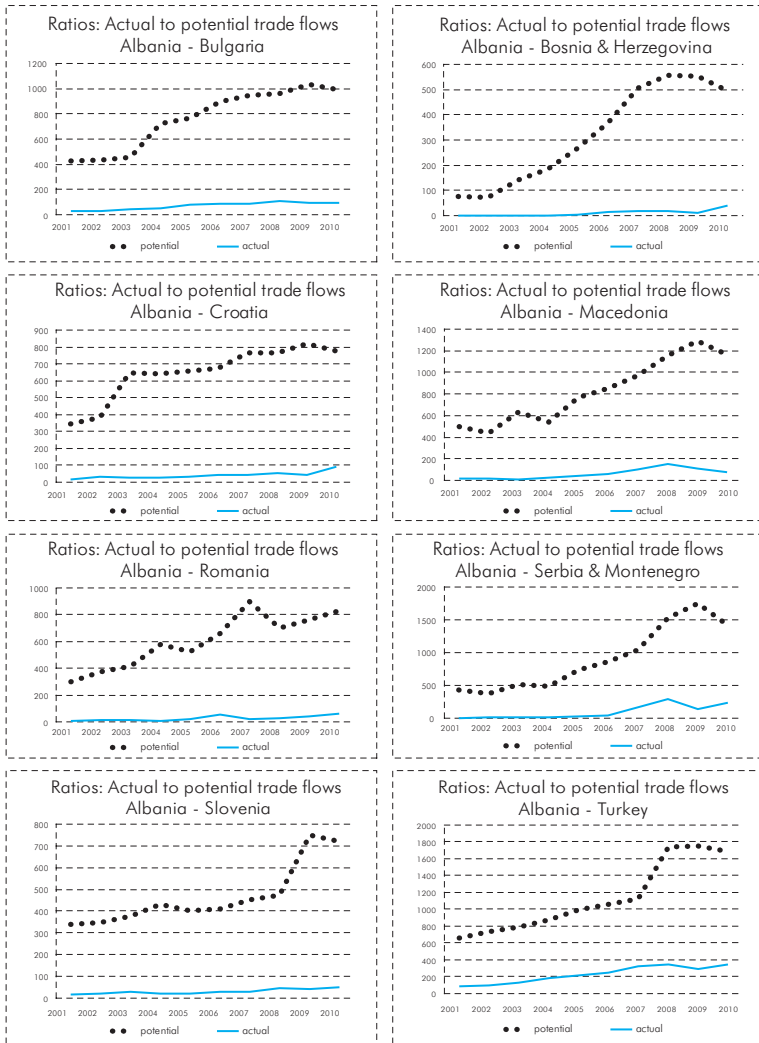 Ratios: Actual to potential trade flows
Albania - Bulgaria
1200
1000
800
600
400
200
0
2001 2002 2003 2004 2005 2006 2007 2008 2009 2010
potential actual
Ratios: Actual to potential trade flows
Albania - Bosnia & Herzegovina
600
500
400
300
200
100
0
2001 2002 2003 2004 2005 2006 2007 2008 2009 2010
potential actual
Ratios: Actual to potential trade flows
Albania - Croatia
900
800
700
600
500
400
300
200
100
0
2001 2002 2003 2004 2005 2006 2007 2008 2009 2010
potential actual
Ratios: Actual to potential trade flows
Albania - Macedonia
1400
1200
1000
800
600
400
200
0
2001 2002 2003 2004 2005 2006 2007 2008 2009 2010
potential actual
Ratios: Actual to potential trade flows
Albania - Romania
1000
800
600
400
200
0
2001 2002 2003 2004 2005 2006 2007 2008 2009 2010
potential actual
Ratios: Actual to potential trade flows
Albania - Serbia & Montenegro
2000
1500
1000
500
0
2001 2002 2003 2004 2005 2006 2007 2008 2009 2010
potential actual
Ratios: Actual to potential trade flows
Albania - Slovenia
800
700
600
500
400
300
200
100
0
2001 2002 2003 2004 2005 2006 2007 2008 2009 2010
potential actual
Ratios: Actual to potential trade flows
Albania - Turkey
2000
1800
1600
1400
1200
1000
800
600
400
200
0
2001 2002 2003 2004 2005 2006 2007 2008 2009 2010
potential actual